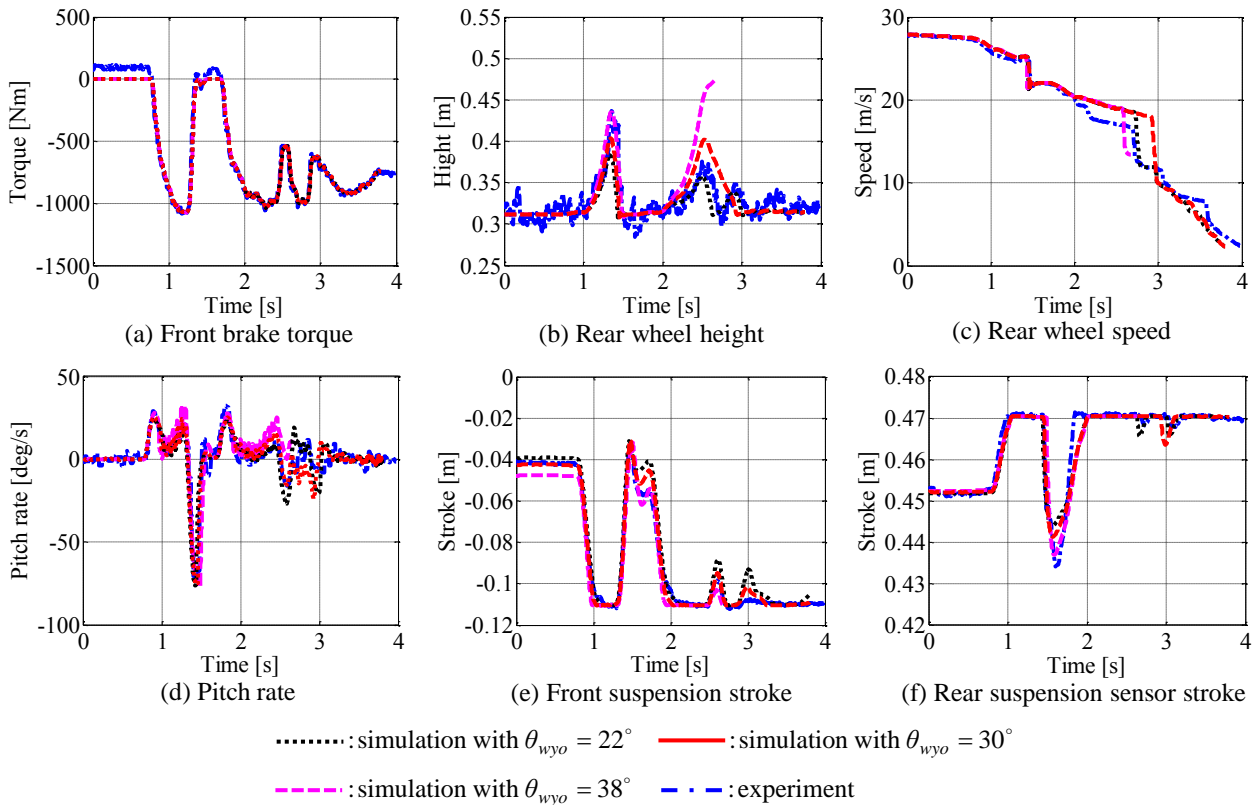 500
0
-500
-1000
-1500
Torque [Nm]
0 1 2 3 4
Time [s]
(a) Front brake torque
0.55
0.5
0.45
0.4
0.35
0.3
0.25
Height [m]
0 1 2 3 4
Time [s]
(b) Rear wheel height
30
20
10
0
Speed [m/s]
0 1 2 3 4
Time [s]
(c) Rear wheel speed
50
0
-50
-100
Pitch rate [deg/s]
0 1 2 3 4
Time [s]
(d) Pitch rate
0
-0.02
-0.04
-0.06
-0.08
-0.1
-0.12
Stroke [m]
0 1 2 3 4
Time [s]
(e) Front suspension stroke
0.48
0.47
0.46
0.45
0.44
0.43
0.42
Stroke [m]
0 1 2 3 4
Time [s]
(f) Rear suspension sensor stroke
:simulation with θwyo = 22° :simulation with θwyo = 30°
:simulation with θwyo = 38° :experiment